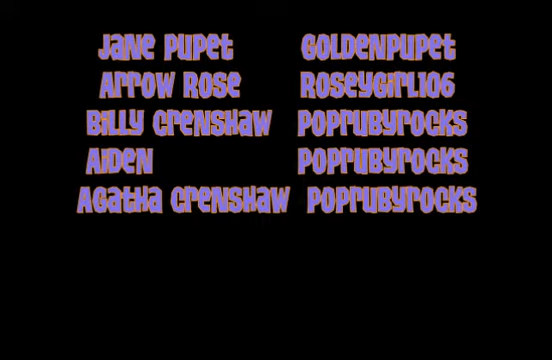 Jane Pupet GoldenPupet
Arrow Rose RoseyGirl106
Billy Crenshaw PopRubyRocks
Aiden PopRubyRocks
Agatha Crenshaw PopRubyRocks